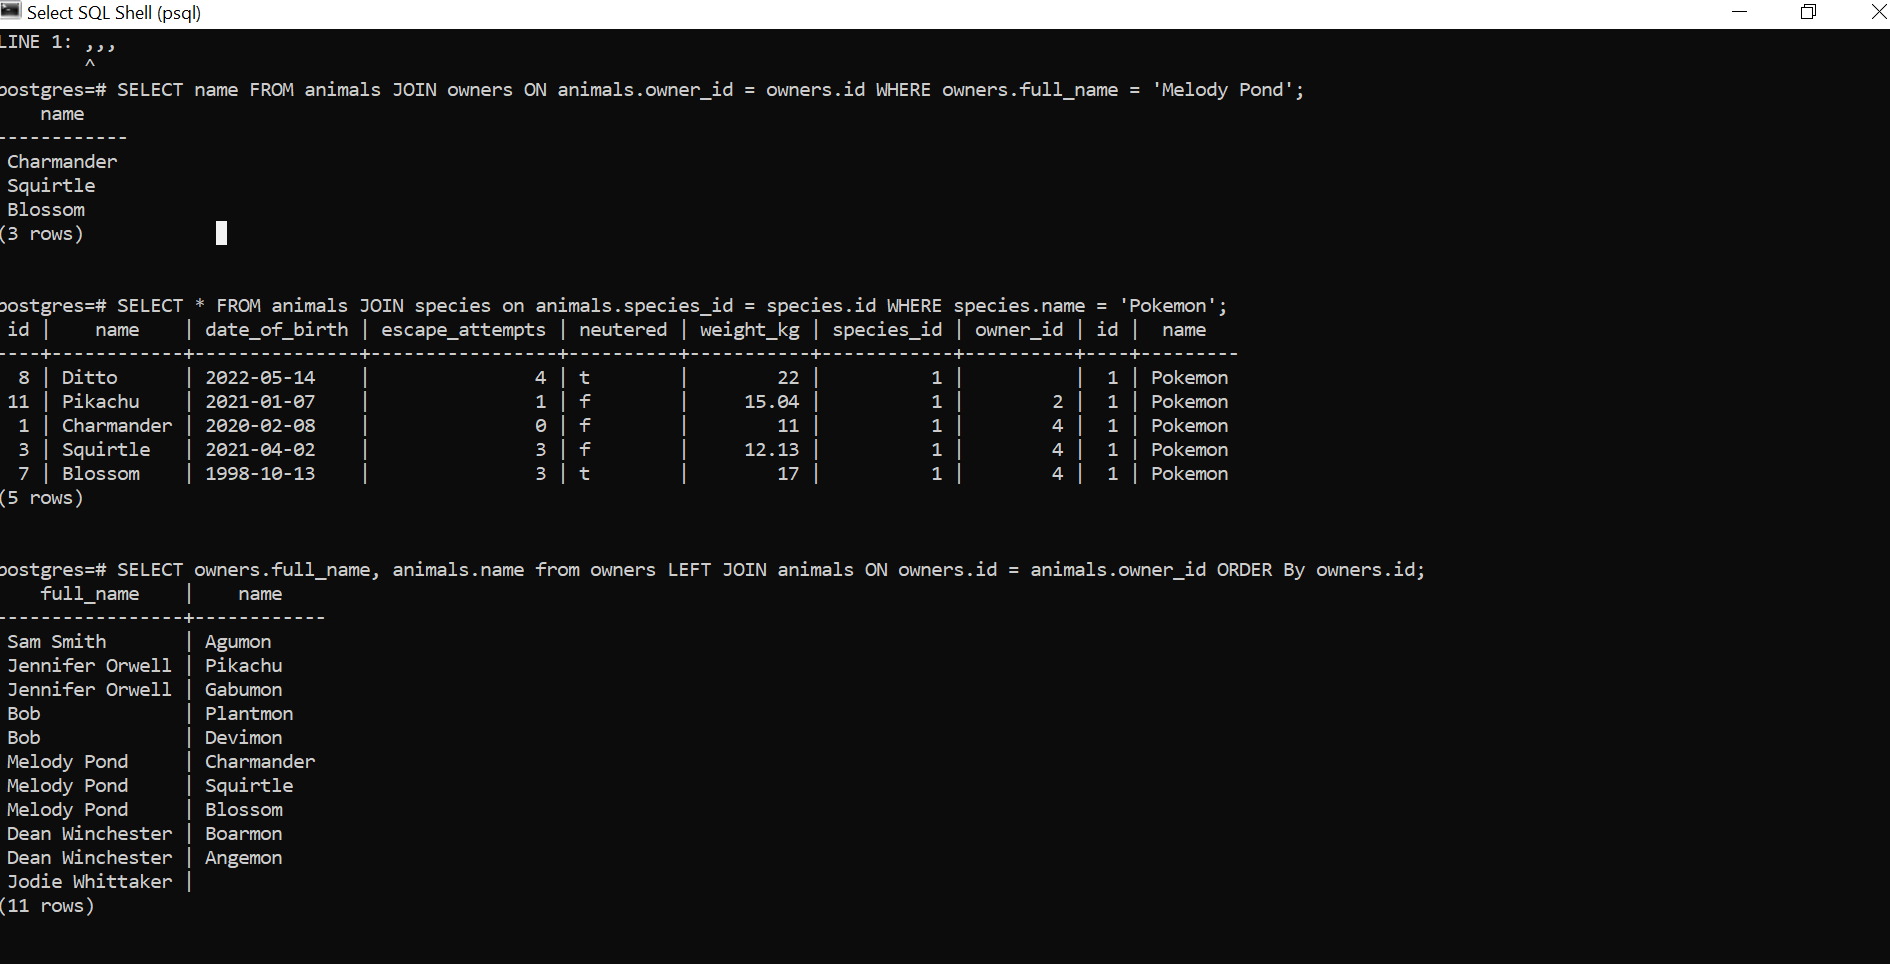 Select SQL Shell (psql)
LINE 1: ,,,
^
postgres=# SELECT name FROM animals JOIN owners ON animals.owner_id = owners.id WHERE owners.full_name = 'Melody Pond';
    name
------------
 Charmander
 Squirtle
 Blossom
(3 rows)
postgres=# SELECT * FROM animals JOIN species on animals.species_id = species.id WHERE species.name = 'Pokemon';
 id |    name    | date_of_birth | escape_attempts | neutered | weight_kg | species_id | owner_id | id |  name
----+------------+---------------+-----------------+----------+-----------+------------+----------+----+---------
  8 | Ditto      | 2022-05-14    |               4 | t        |        22 |          1 |          |  1 | Pokemon
 11 | Pikachu    | 2021-01-07    |               1 | f        |     15.04 |          1 |        2 |  1 | Pokemon
  1 | Charmander | 2020-02-08    |               0 | f        |        11 |          1 |        4 |  1 | Pokemon
  3 | Squirtle   | 2021-04-02    |               3 | f        |     12.13 |          1 |        4 |  1 | Pokemon
  7 | Blossom    | 1998-10-13    |               3 | t        |        17 |          1 |        4 |  1 | Pokemon
(5 rows)
postgres=# SELECT owners.full_name, animals.name from owners LEFT JOIN animals ON owners.id = animals.owner_id ORDER By owners.id;
    full_name    |    name
-----------------+------------
 Sam Smith       | Agumon
 Jennifer Orwell | Pikachu
 Jennifer Orwell | Gabumon
 Bob             | Plantmon
 Bob             | Devimon
 Melody Pond     | Charmander
 Melody Pond     | Squirtle
 Melody Pond     | Blossom
 Dean Winchester | Boarmon
 Dean Winchester | Angemon
 Jodie Whittaker |
(11 rows)